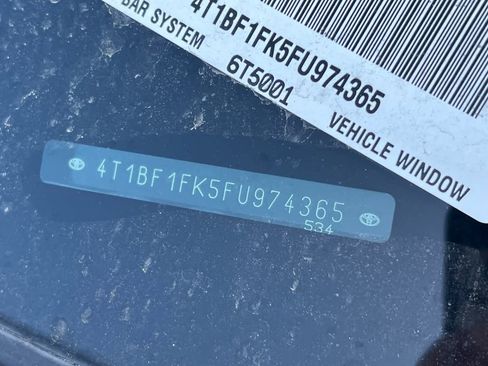 4T1BF1FK5FU974365
BAR SYSTEM
6T5001
VEHICLE WINDOW
4T1BF1FK5FU974365
534